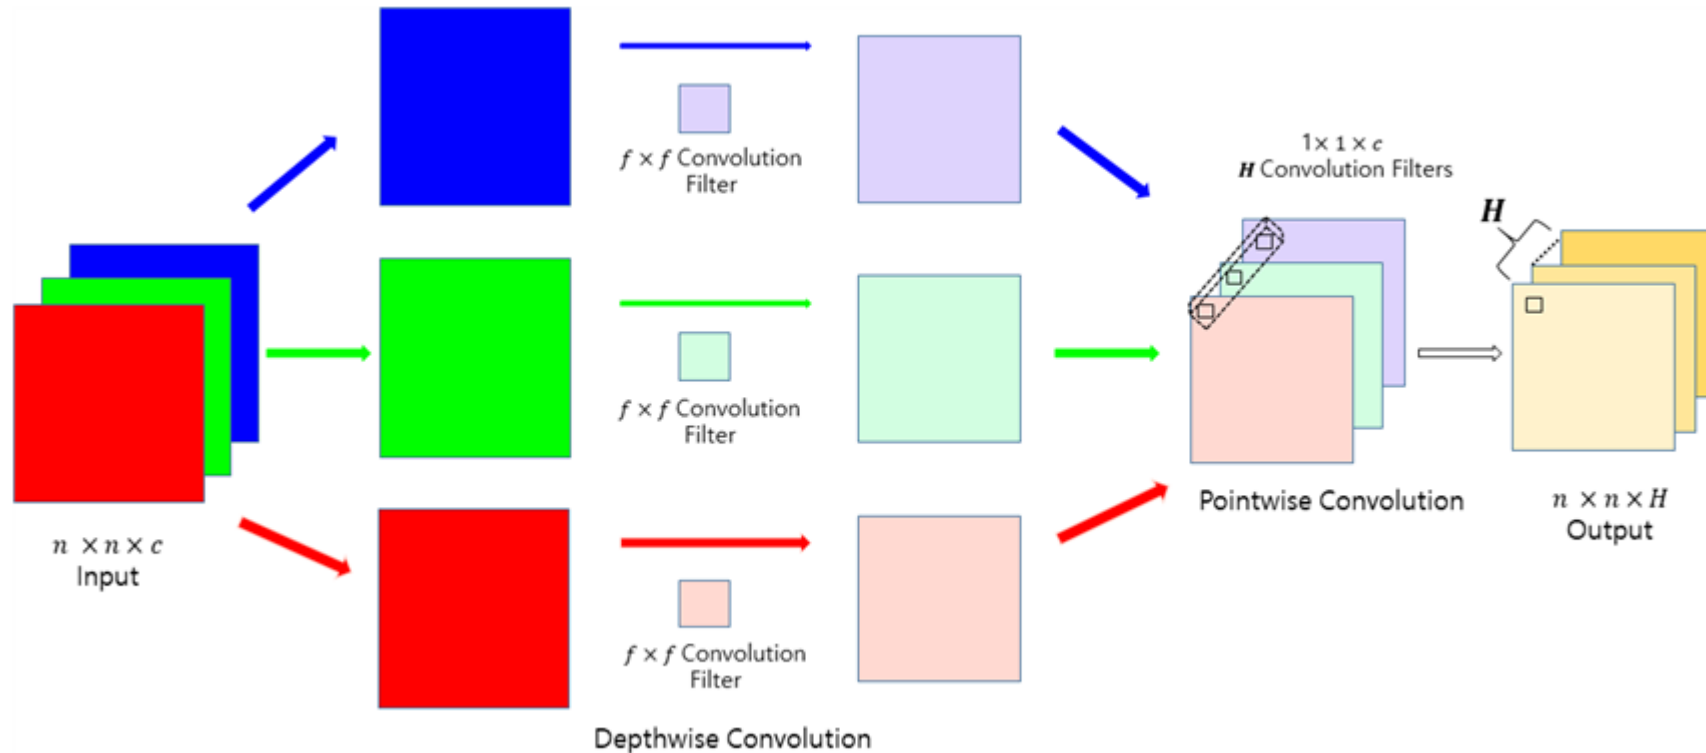 f × f Convolution
Filter
1× 1 × c
H Convolution Filters
H
f × f Convolution
Filter
n × n × c
Input
Pointwise Convolution
n × n × H
Output
f × f Convolution
Filter
Depthwise Convolution